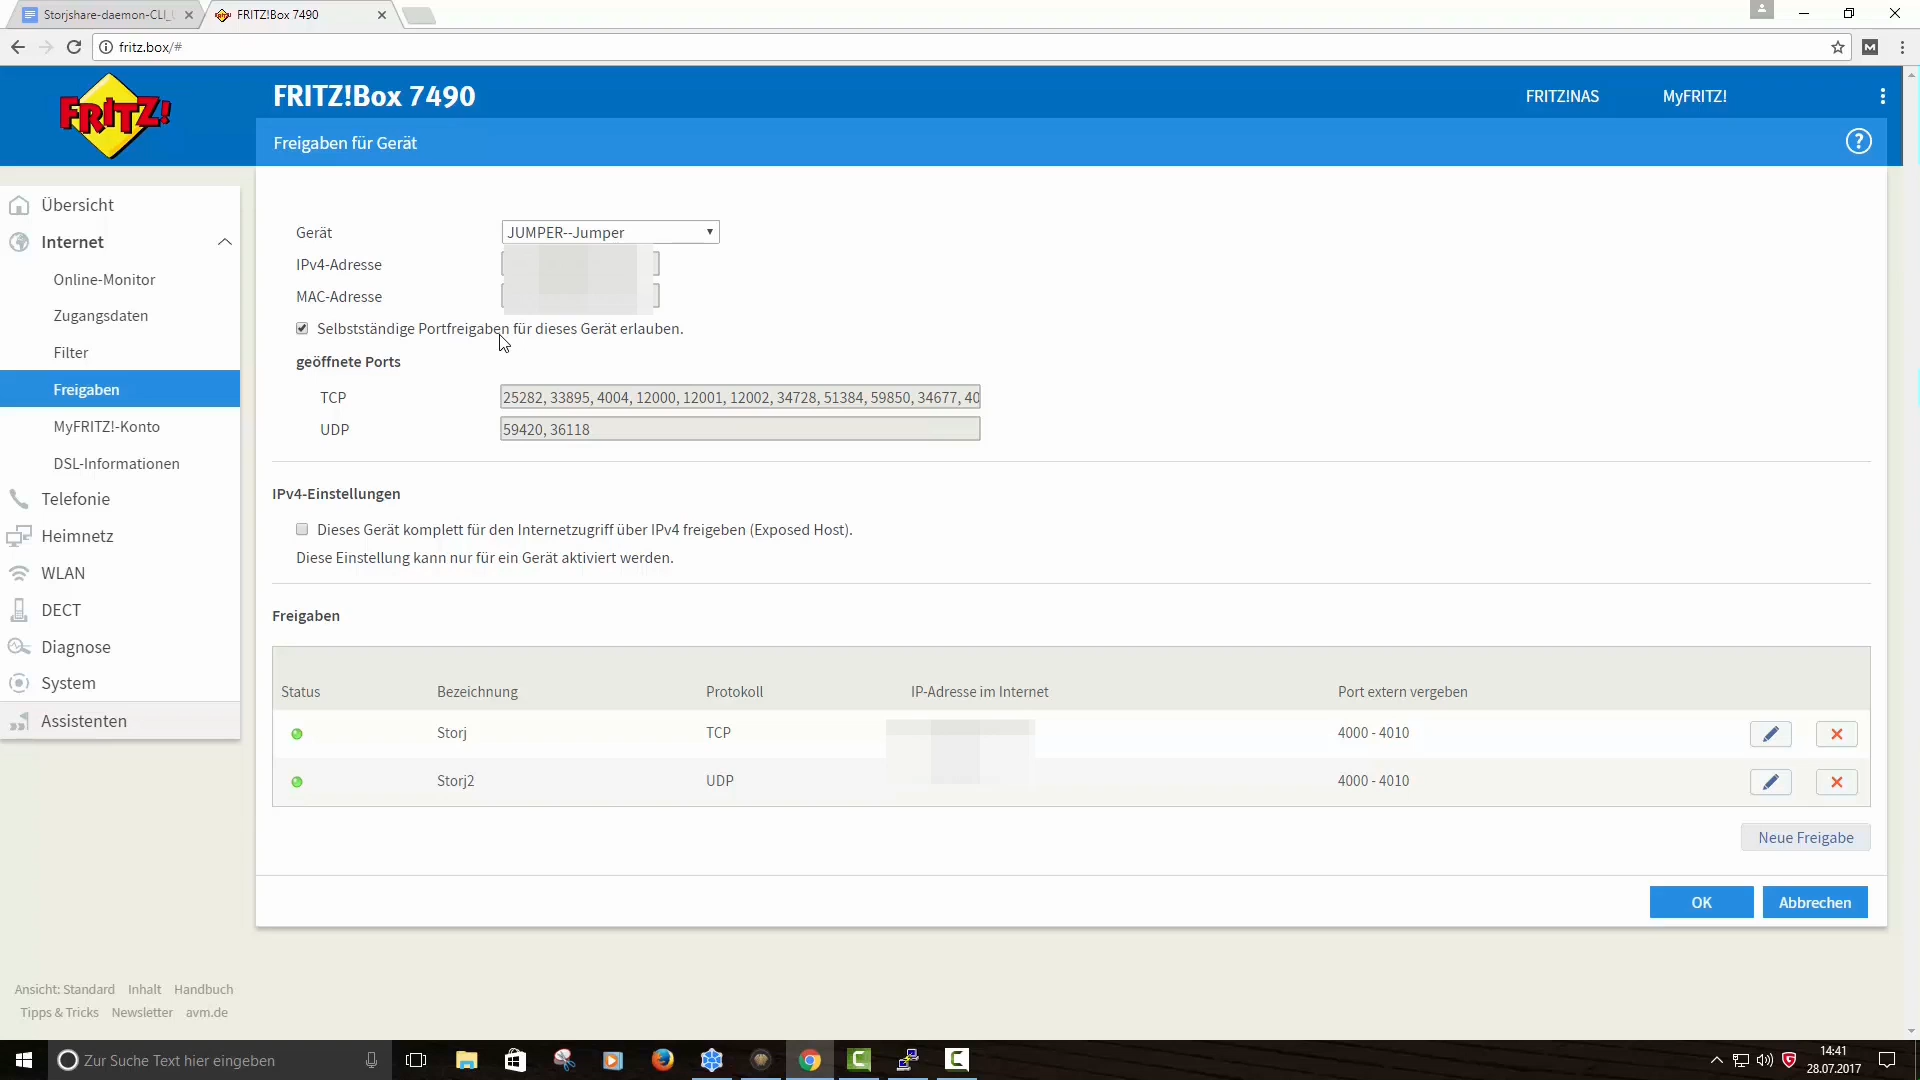 Storjshare-daemon-CLI_
FRITZ!Box 7490
fritz.box/#
FRITZ!
FRITZ!Box 7490
FRITZ!NAS
MyFRITZ!
Freigaben für Gerät
?
Übersicht
Internet
Online-Monitor
Zugangsdaten
Filter
Freigaben
MyFRITZ!-Konto
DSL-Informationen
Telefonie
Heimnetz
WLAN
DECT
Diagnose
System
Assistenten
Gerät
JUMPER--Jumper
IPv4-Adresse
MAC-Adresse
Selbstständige Portfreigaben für dieses Gerät erlauben.
geöffnete Ports
TCP
25282, 33895, 4004, 12000, 12001, 12002, 34728, 51384, 59850, 34677, 40
UDP
59420, 36118
IPv4-Einstellungen
Dieses Gerät komplett für den Internetzugriff über IPv4 freigeben (Exposed Host).
Diese Einstellung kann nur für ein Gerät aktiviert werden.
Freigaben
Status Bezeichnung Protokoll IP-Adresse im Internet Port extern vergeben
Storj TCP 4000 - 4010
Storj2 UDP 4000 - 4010
Neue Freigabe
OK
Abbrechen
Ansicht: Standard Inhalt Handbuch
Tipps & Tricks Newsletter avm.de
Zur Suche Text hier eingeben
14:41
28.07.2017